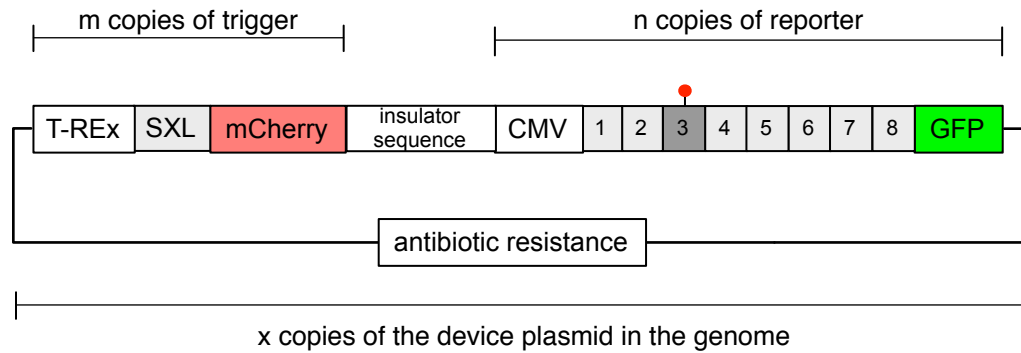 m copies of trigger
n copies of reporter
T-REx SXL mCherry insulator sequence CMV 1 2 3 4 5 6 7 8 GFP
antibiotic resistance
x copies of the device plasmid in the genome